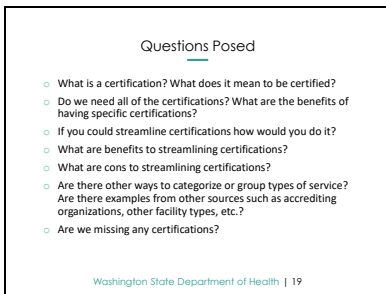 Questions Posed
○ What is a certification? What does it mean to be certified?
○ Do we need all of the certifications? What are the benefits of
having specific certifications?
○ If you could streamline certifications how would you do it?
○ What are benefits to streamlining certifications?
○ What are cons to streamlining certifications?
○ Are there other ways to categorize or group types of service?
Are there examples from other sources such as accrediting
organizations, other facility types, etc.?
○ Are we missing any certifications?
Washington State Department of Health | 19